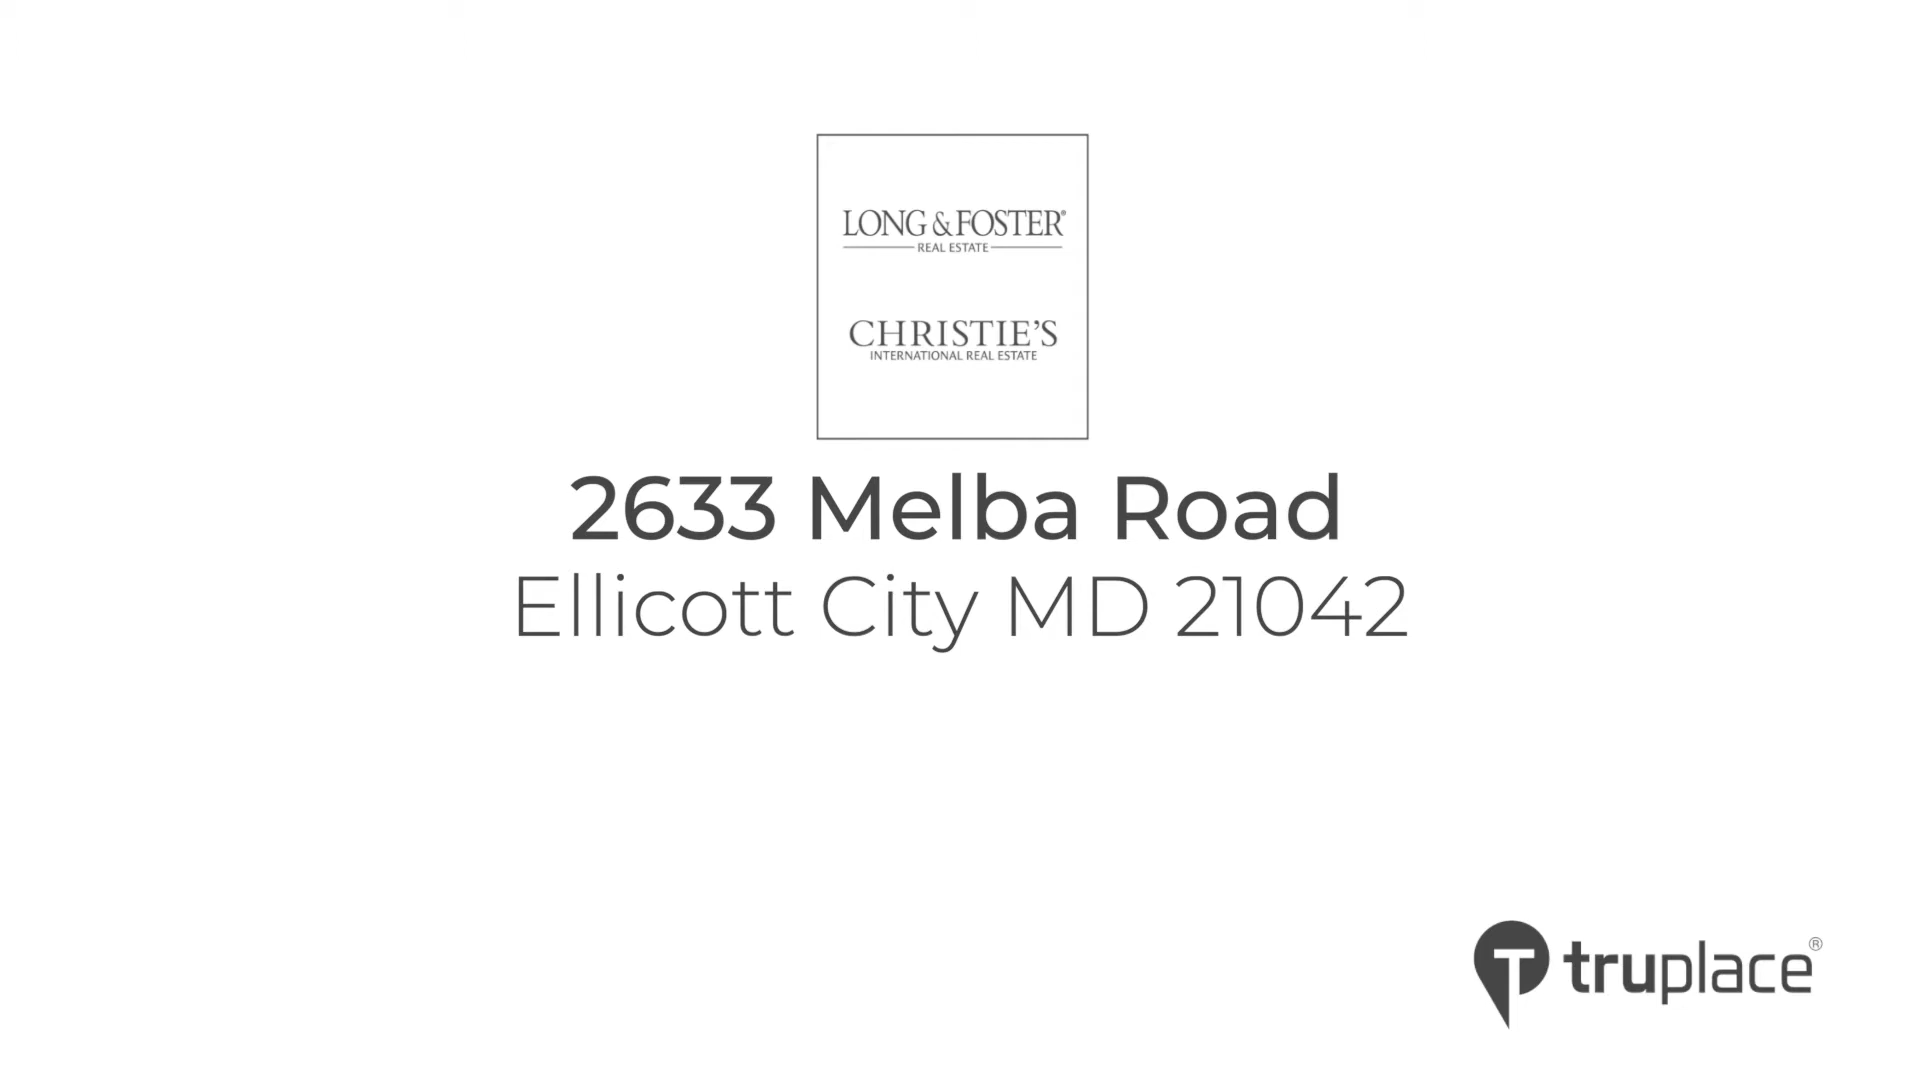 LONG & FOSTER®
REAL ESTATE
CHRISTIE'S
INTERNATIONAL REAL ESTATE
2633 Melba Road
Ellicott City MD 21042
truplace®